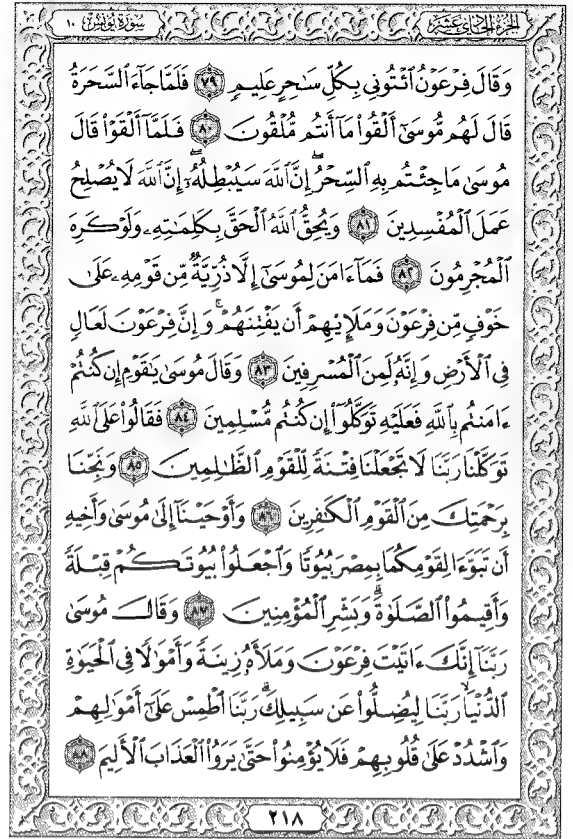 الجزء الحادي عشر سورة يونس ١٠
وَقَالَ فِرْعَوْنُ ٱئْتُونِي بِكُلِّ سَٰحِرٍ عَلِيمٍ ٧٩ فَلَمَّا جَآءَ ٱلسَّحَرَةُ
قَالَ لَهُم مُّوسَىٰٓ أَلْقُوا۟ مَآ أَنتُم مُّلْقُونَ ٨٠ فَلَمَّآ أَلْقَوْا۟ قَالَ
مُوسَىٰ مَا جِئْتُم بِهِ ٱلسِّحْرُ ۖ إِنَّ ٱللَّهَ سَيُبْطِلُهُۥٓ ۖ إِنَّ ٱللَّهَ لَا يُصْلِحُ
عَمَلَ ٱلْمُفْسِدِينَ ٨١ وَيُحِقُّ ٱللَّهُ ٱلْحَقَّ بِكَلِمَٰتِهِۦ وَلَوْ كَرِهَ
ٱلْمُجْرِمُونَ ٨٢ فَمَآ ءَامَنَ لِمُوسَىٰٓ إِلَّا ذُرِّيَّةٌ مِّن قَوْمِهِۦ عَلَىٰ
خَوْفٍ مِّن فِرْعَوْنَ وَمَلَإِي۟هِمْ أَن يَفْتِنَهُمْ ۚ وَإِنَّ فِرْعَوْنَ لَعَالٍ
فِي ٱلْأَرْضِ وَإِنَّهُۥ لَمِنَ ٱلْمُسْرِفِينَ ٨٣ وَقَالَ مُوسَىٰ يَٰقَوْمِ إِن كُنتُمْ
ءَامَنتُم بِٱللَّهِ فَعَلَيْهِ تَوَكَّلُوٓا۟ إِن كُنتُم مُّسْلِمِينَ ٨٤ فَقَالُوا۟ عَلَى ٱللَّهِ
تَوَكَّلْنَا رَبَّنَا لَا تَجْعَلْنَا فِتْنَةً لِّلْقَوْمِ ٱلظَّٰلِمِينَ ٨٥ وَنَجِّنَا
بِرَحْمَتِكَ مِنَ ٱلْقَوْمِ ٱلْكَٰفِرِينَ ٨٦ وَأَوْحَيْنَآ إِلَىٰ مُوسَىٰ وَأَخِيهِ
أَن تَبَوَّءَا لِقَوْمِكُمَا بِمِصْرَ بُيُوتًا وَٱجْعَلُوا۟ بُيُوتَكُمْ قِبْلَةً
وَأَقِيمُوا۟ ٱلصَّلَوٰةَ ۗ وَبَشِّرِ ٱلْمُؤْمِنِينَ ٨٧ وَقَالَ مُوسَىٰ
رَبَّنَآ إِنَّكَ ءَاتَيْتَ فِرْعَوْنَ وَمَلَأَهُۥ زِينَةً وَأَمْوَٰلًا فِي ٱلْحَيَوٰةِ
ٱلدُّنْيَا رَبَّنَا لِيُضِلُّوا۟ عَن سَبِيلِكَ ۖ رَبَّنَا ٱطْمِسْ عَلَىٰٓ أَمْوَٰلِهِمْ
وَٱشْدُدْ عَلَىٰ قُلُوبِهِمْ فَلَا يُؤْمِنُوا۟ حَتَّىٰ يَرَوُا۟ ٱلْعَذَابَ ٱلْأَلِيمَ ٨٨
٢١٨